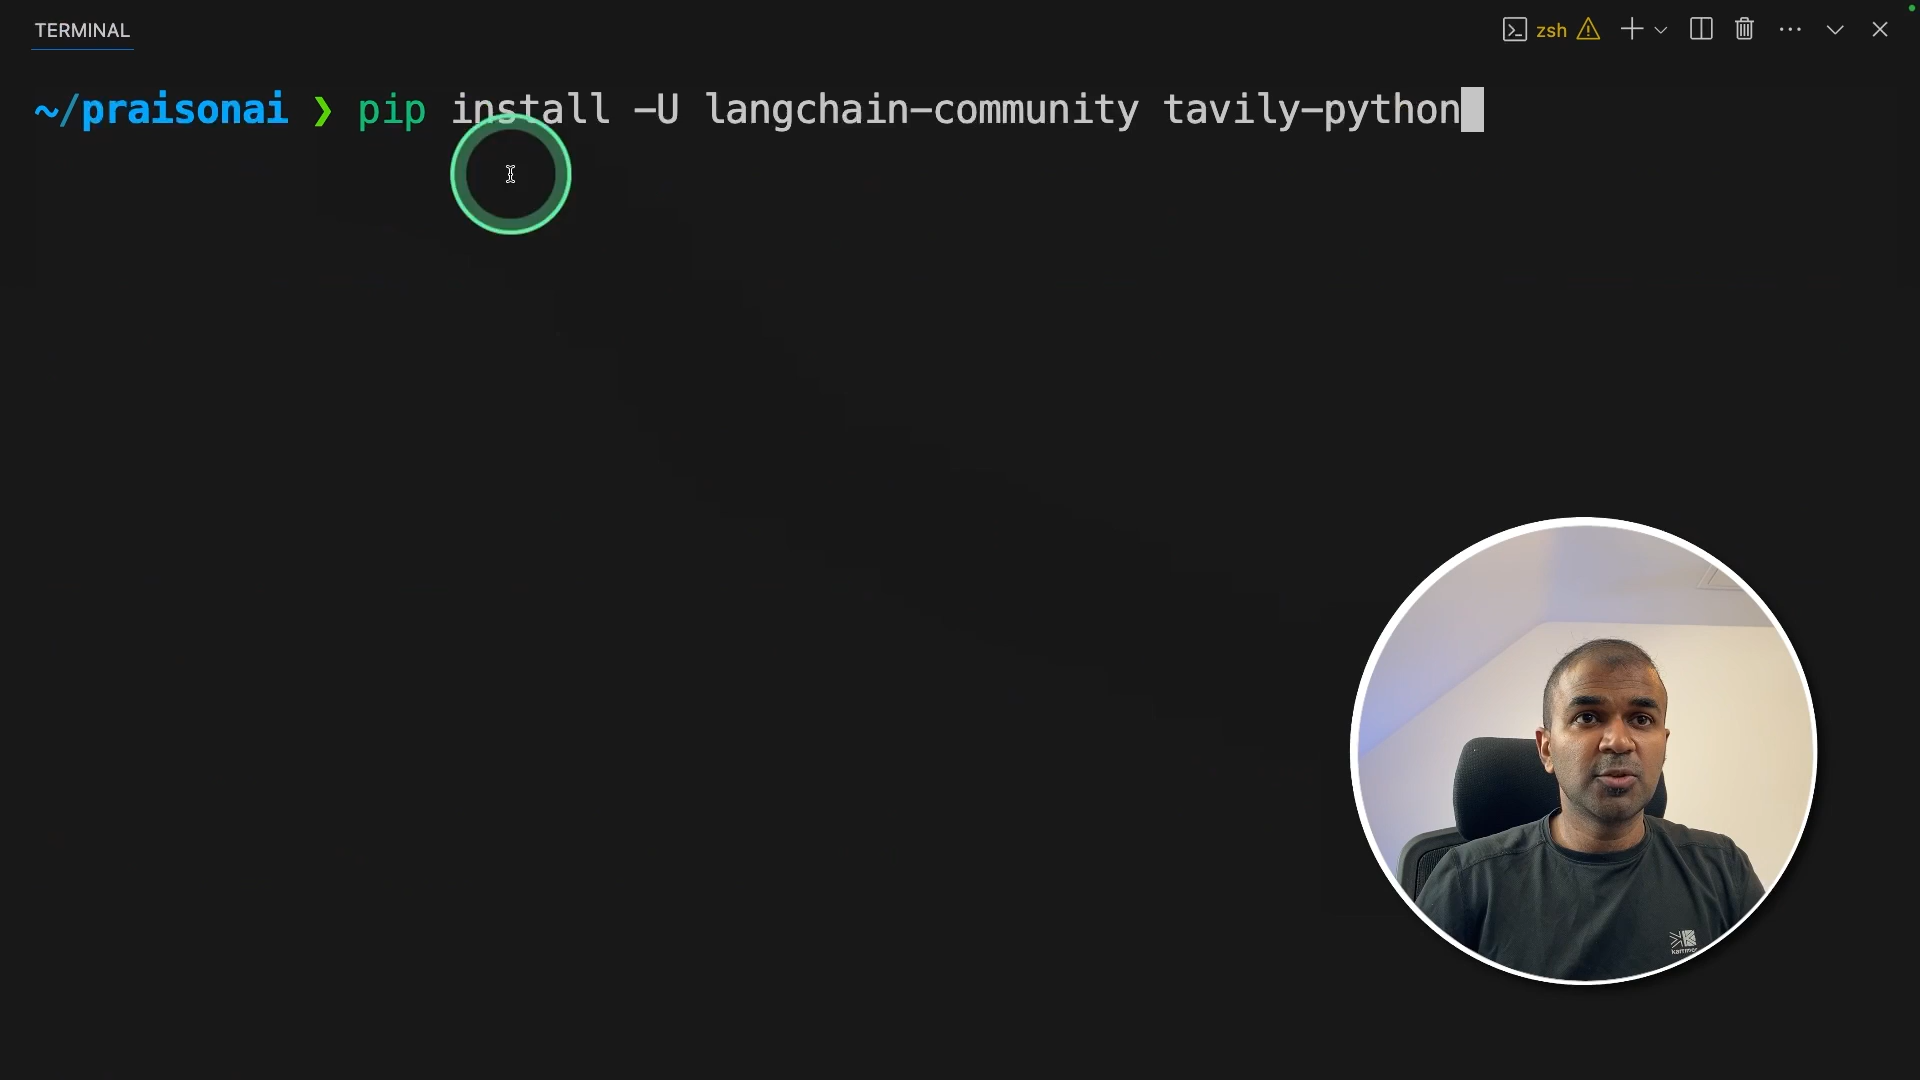 TERMINAL
zsh
~/praisonai ❯ pip install -U langchain-community tavily-python